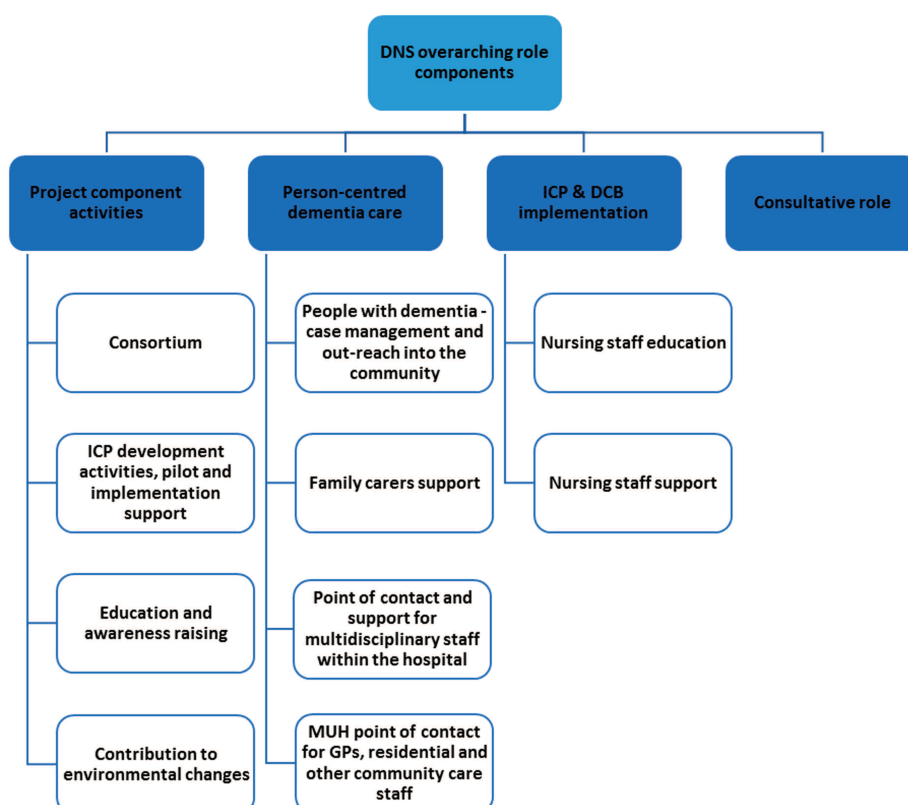 DNS overarching role
components
Project component
activities
Person-centred
dementia care
ICP & DCB
implementation
Consultative role
Consortium
ICP development
activities, pilot and
implementation
support
Education and
awareness raising
Contribution to
environmental changes
People with dementia -
case management and
out-reach into the
community
Family carers support
Point of contact and
support for
multidisciplinary staff
within the hospital
MUH point of contact
for GPs, residential and
other community care
staff
Nursing staff education
Nursing staff support